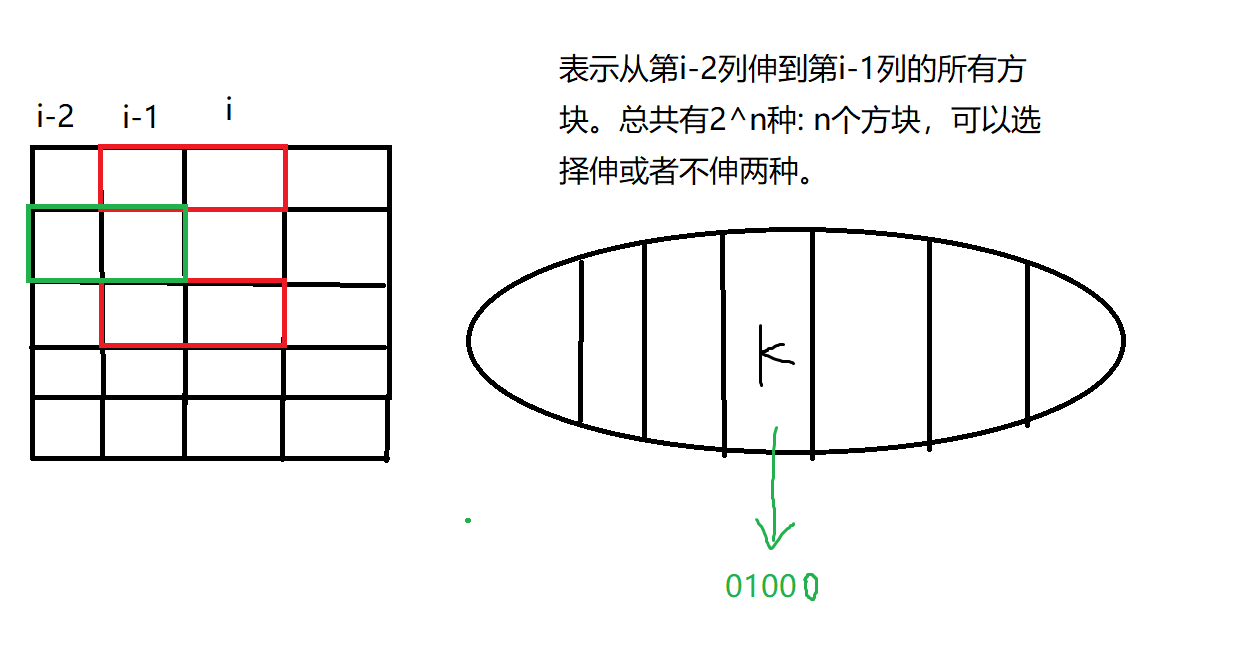 表示从第i-2列伸到第i-1列的所有方
块。总共有2^n种: n个方块，可以选
择伸或者不伸两种。
i-2 i-1 i
K
01000